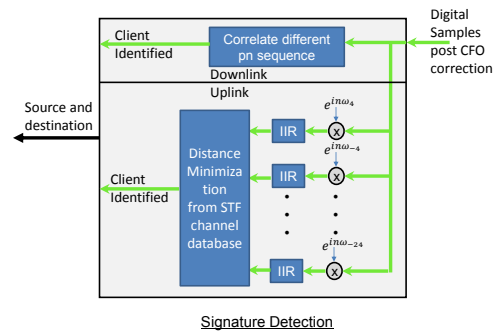 Digital
Samples
post CFO
correction
Client
Identified
Correlate different
pn sequence
Downlink
Uplink
Source and
destination
Client
Identified
Distance
Minimiza
tion
from STF
channel
database
e^{inω_4}
IIR
x
e^{inω_{-4}}
IIR
x
e^{inω_{-24}}
IIR
x
Signature Detection